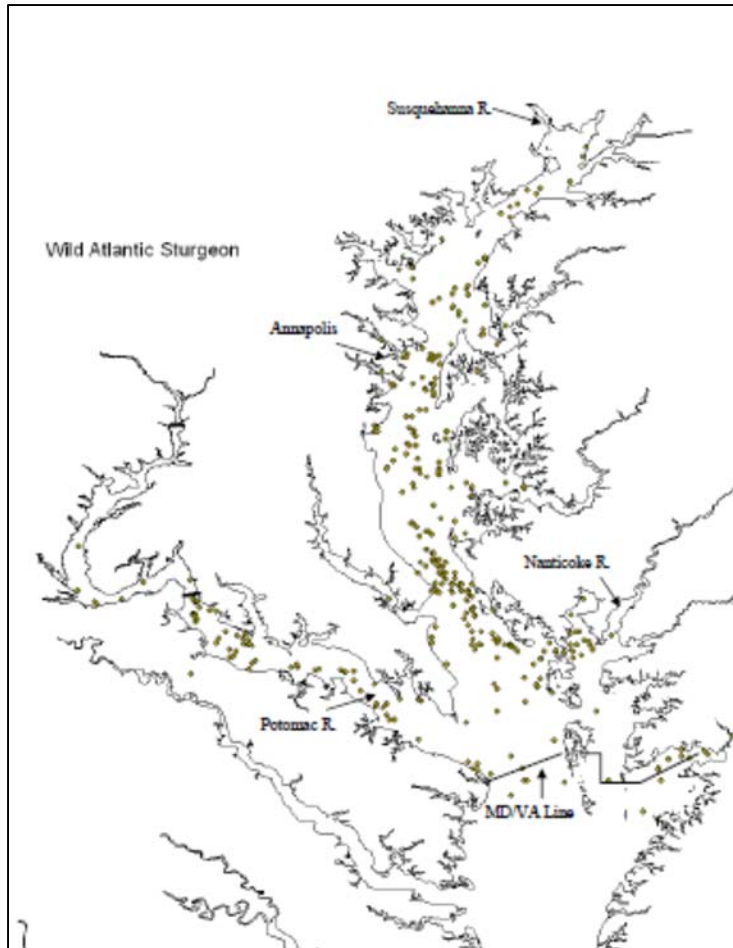 Susquehanna R.
Wild Atlantic Sturgeon
Annapolis
Nanticoke R.
Potomac R.
MD/VA Line